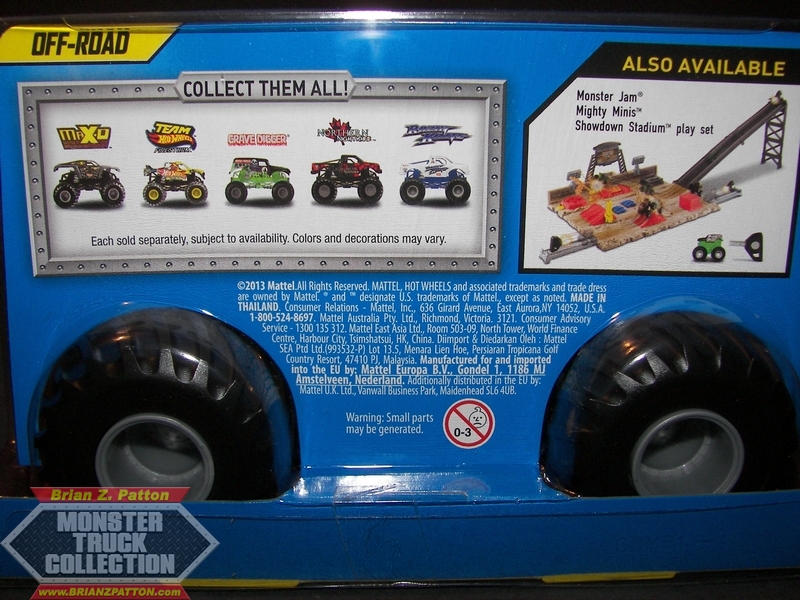 OFF-ROAD
COLLECT THEM ALL!
MAX-D
TEAM
HOT WHEELS
FIRESTORM
GRAVE DIGGER
NORTHERN
NIGHTMARE
Each sold separately, subject to availability. Colors and decorations may vary.
ALSO AVAILABLE
Monster Jam®
Mighty Minis™
Showdown Stadium™ play set
©2013 Mattel.All Rights Reserved. MATTEL, HOT WHEELS and associated trademarks and trade dress
are owned by Mattel. ® and ™ designate U.S. trademarks of Mattel, except as noted. MADE IN
THAILAND. Consumer Relations - Mattel, Inc., 636 Girard Avenue, East Aurora,NY 14052, U.S.A.
1-800-524-8697. Mattel Australia Pty. Ltd., Richmond, Victoria. 3121. Consumer Advisory
Service - 1300 135 312. Mattel East Asia Ltd., Room 503-09, North Tower, World Finance
Centre, Harbour City, Tsimshatsui, HK, China. Diimport & Diedarkan Oleh : Mattel
SEA Ptd Ltd.(993532-P) Lot 13.5, Menara Lien Hoe, Persiaran Tropicana Golf
Country Resort, 47410 PJ, Malaysia. Manufactured for and imported
into the EU by: Mattel Europa B.V., Gondel 1, 1186 MJ
Amstelveen, Nederland. Additionally distributed in the EU by:
Mattel U.K. Ltd., Vanwall Business Park, Maidenhead SL6 4UB.
Warning: Small parts
may be generated.
0-3
Brian Z. Patton
MONSTER
TRUCK
COLLECTION
www.BRIANZPATTON.com